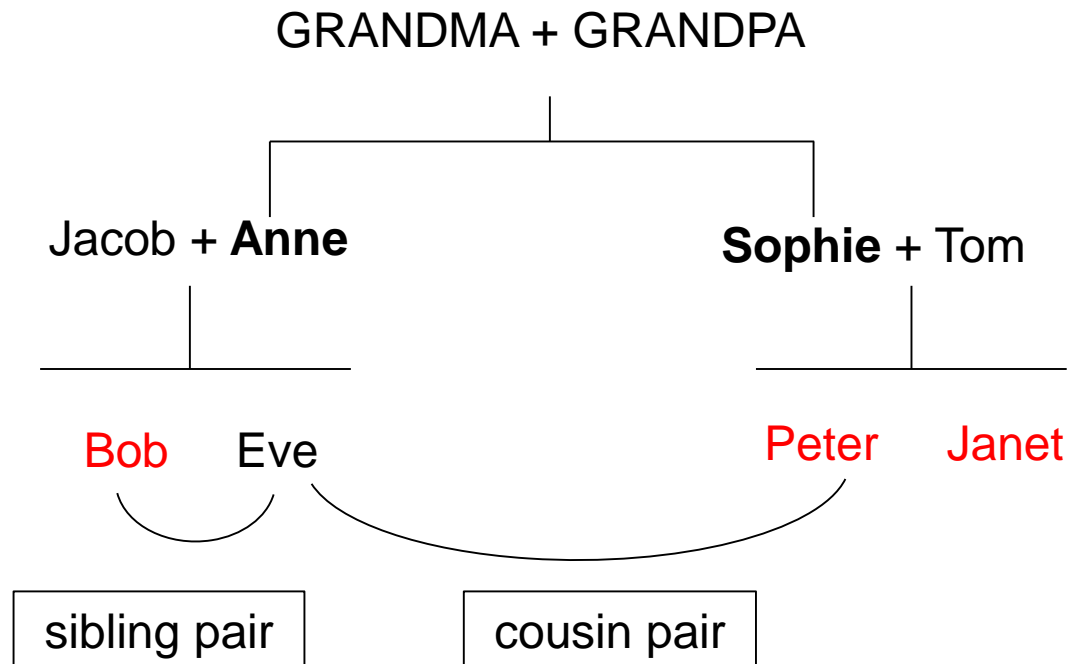 GRANDMA + GRANDPA
Jacob + Anne
Sophie + Tom
Bob Eve
Peter Janet
sibling pair
cousin pair